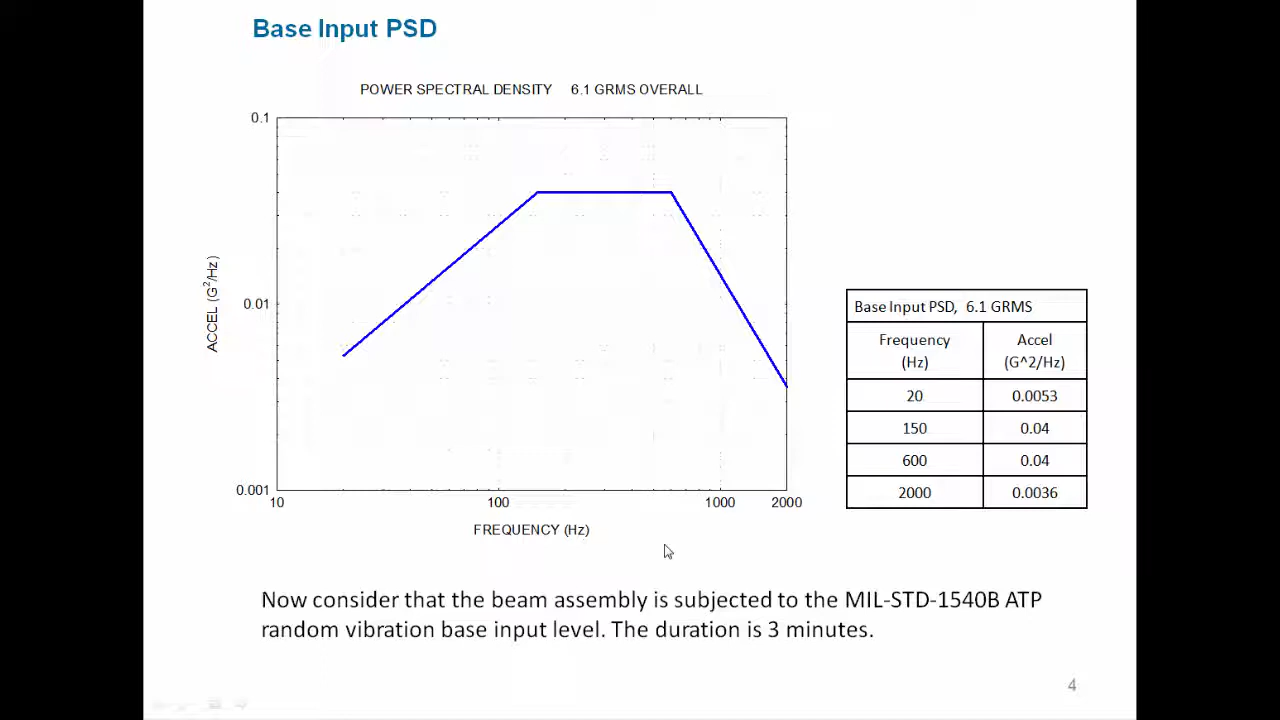 Base Input PSD
POWER SPECTRAL DENSITY 6.1 GRMS OVERALL
0.1
0.01
0.001
ACCEL (G²/Hz)
10 100 1000 2000
FREQUENCY (Hz)
Base Input PSD, 6.1 GRMS
Frequency (Hz) Accel (G^2/Hz)
20 0.0053
150 0.04
600 0.04
2000 0.0036
Now consider that the beam assembly is subjected to the MIL-STD-1540B ATP
random vibration base input level. The duration is 3 minutes.
4